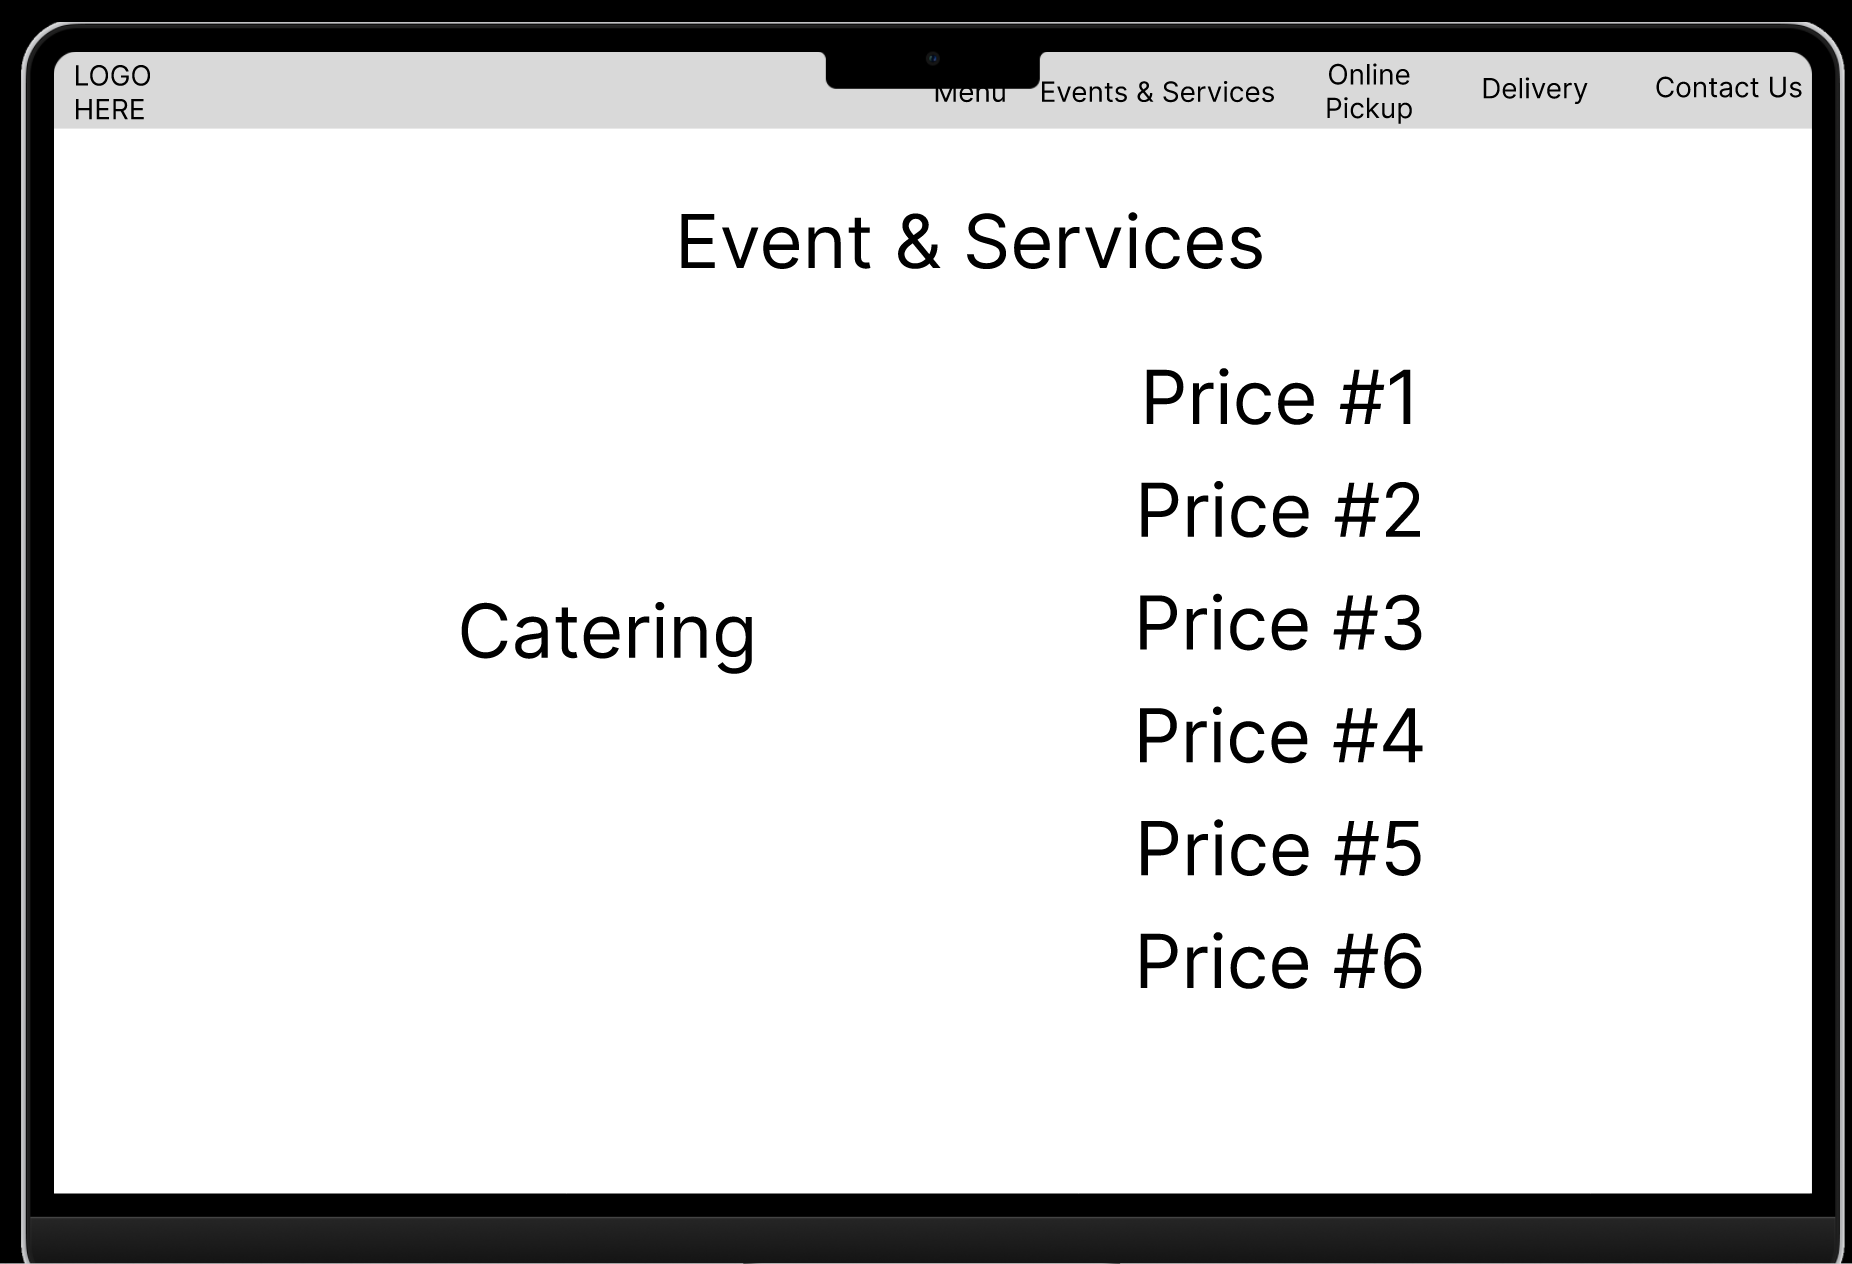 LOGO
HERE
Menu
Events & Services
Online
Pickup
Delivery
Contact Us
Event & Services
Catering
Price #1
Price #2
Price #3
Price #4
Price #5
Price #6